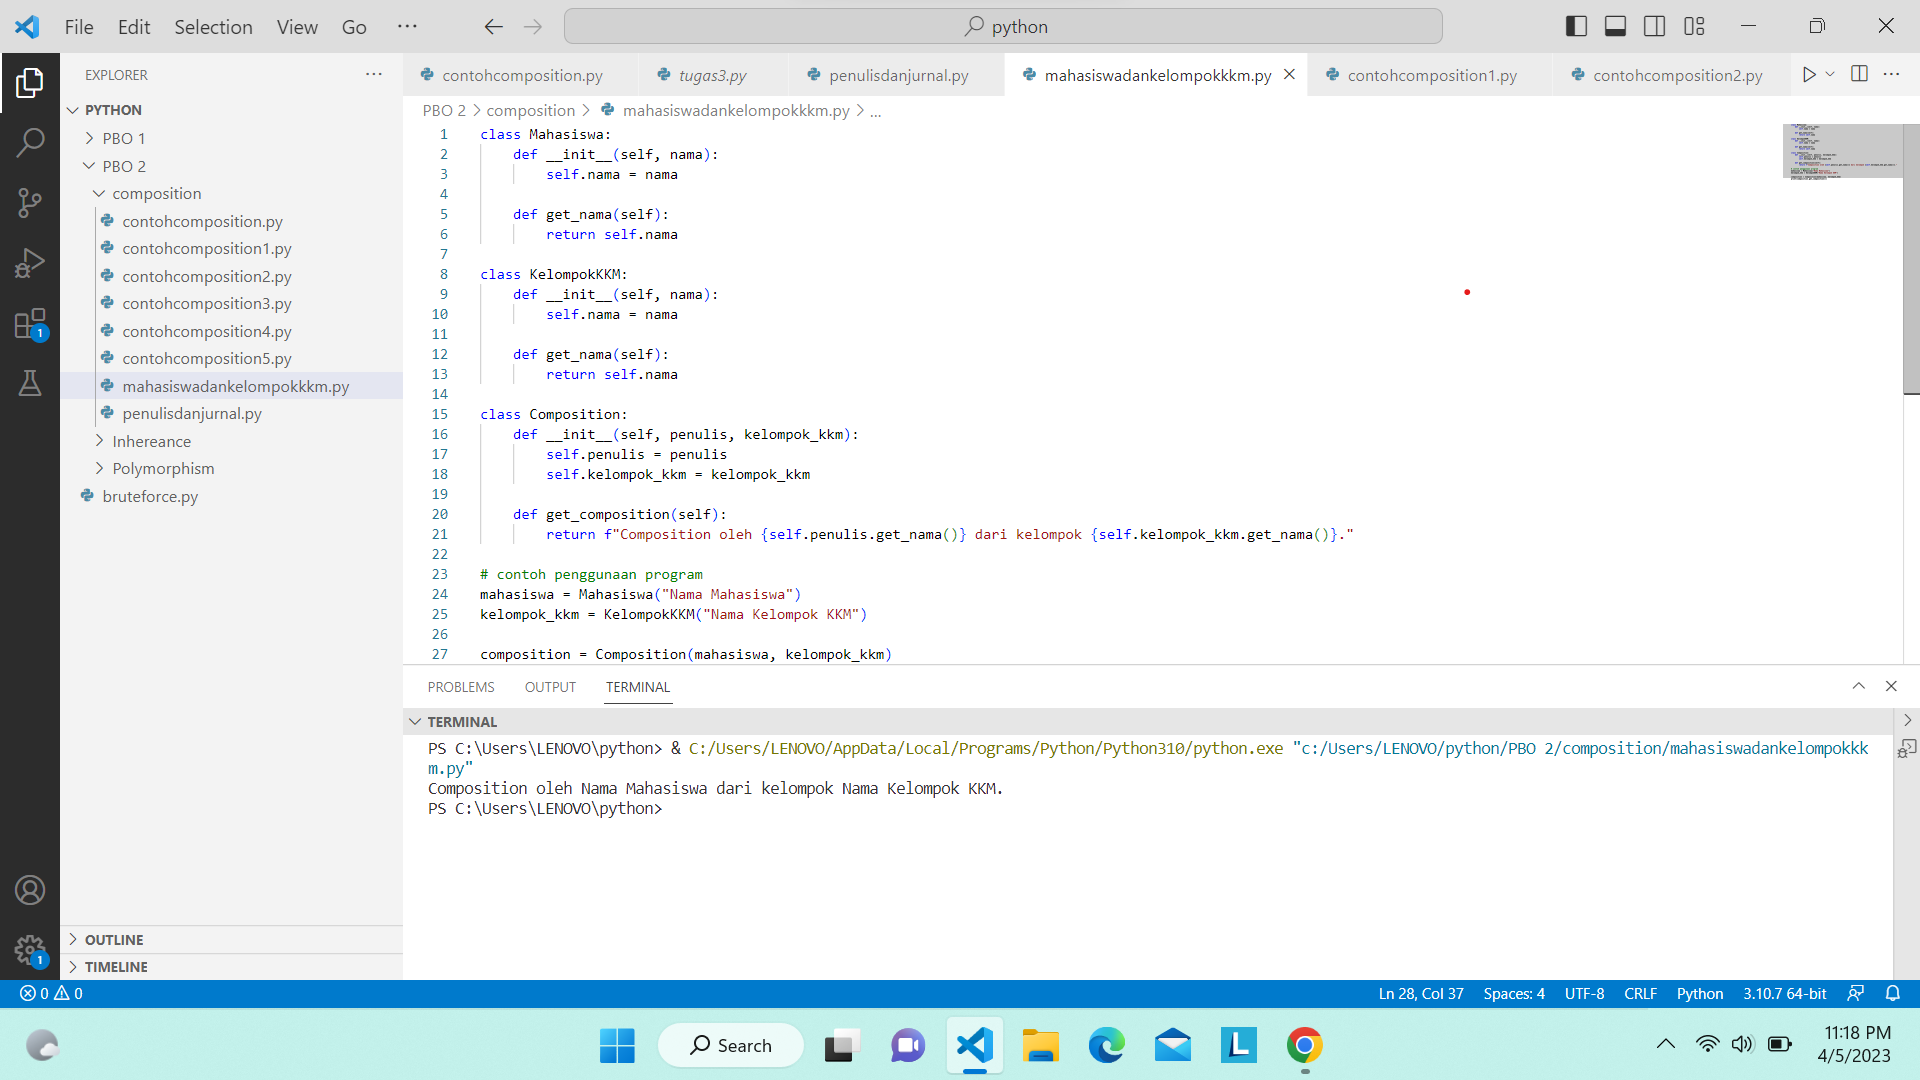 File Edit Selection View Go ··· python
EXPLORER
PYTHON
PBO 1
PBO 2
composition
contohcomposition.py
contohcomposition1.py
contohcomposition2.py
contohcomposition3.py
contohcomposition4.py
contohcomposition5.py
mahasiswadankelompokkkm.py
penulisdanjurnal.py
Inhereance
Polymorphism
bruteforce.py
OUTLINE
TIMELINE
1
1
contohcomposition.py tugas3.py penulisdanjurnal.py mahasiswadankelompokkkm.py contohcomposition1.py contohcomposition2.py
PBO 2 > composition > mahasiswadankelompokkkm.py > ...
1 class Mahasiswa:
2 def __init__(self, nama):
3 self.nama = nama
4
5 def get_nama(self):
6 return self.nama
7
8 class KelompokKKM:
9 def __init__(self, nama):
10 self.nama = nama
11
12 def get_nama(self):
13 return self.nama
14
15 class Composition:
16 def __init__(self, penulis, kelompok_kkm):
17 self.penulis = penulis
18 self.kelompok_kkm = kelompok_kkm
19
20 def get_composition(self):
21 return f"Composition oleh {self.penulis.get_nama()} dari kelompok {self.kelompok_kkm.get_nama()}."
22
23 # contoh penggunaan program
24 mahasiswa = Mahasiswa("Nama Mahasiswa")
25 kelompok_kkm = KelompokKKM("Nama Kelompok KKM")
26
27 composition = Composition(mahasiswa, kelompok_kkm)
PROBLEMS OUTPUT TERMINAL
TERMINAL
PS C:\Users\LENOVO\python> & C:/Users/LENOVO/AppData/Local/Programs/Python/Python310/python.exe "c:/Users/LENOVO/python/PBO 2/composition/mahasiswadankelompokkk
m.py"
Composition oleh Nama Mahasiswa dari kelompok Nama Kelompok KKM.
PS C:\Users\LENOVO\python>
0 0 Ln 28, Col 37 Spaces: 4 UTF-8 CRLF Python 3.10.7 64-bit
Search
11:18 PM
4/5/2023